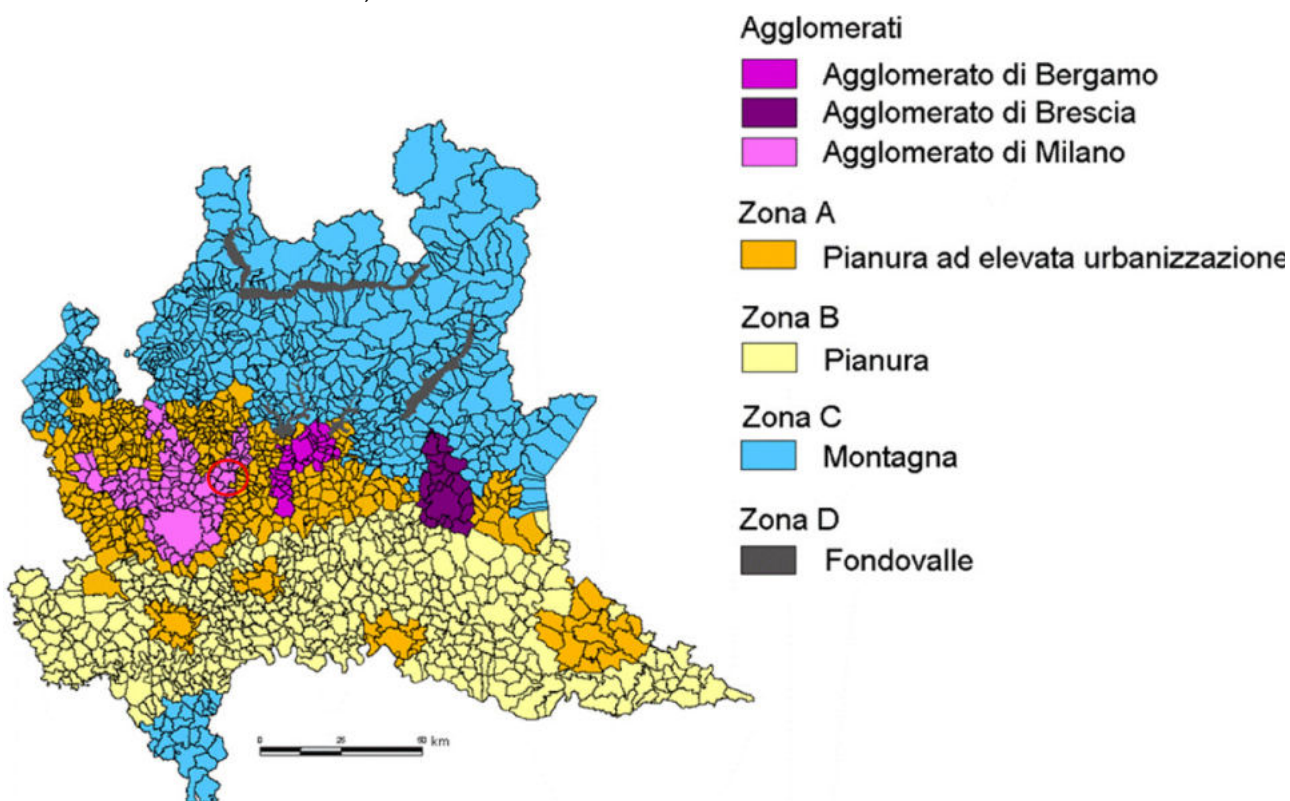 Agglomerati
Agglomerato di Bergamo
Agglomerato di Brescia
Agglomerato di Milano
Zona A
Pianura ad elevata urbanizzazione
Zona B
Pianura
Zona C
Montagna
Zona D
Fondovalle
0 25 50 km